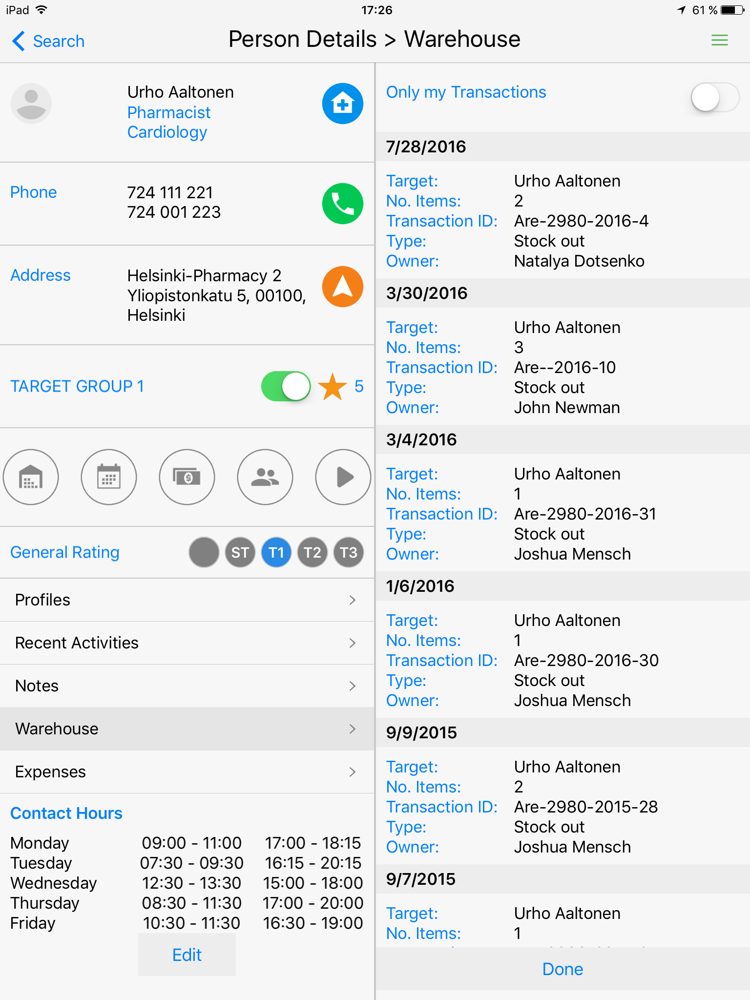 iPad
17:26
61 %
Search
Person Details > Warehouse
Urho Aaltonen
Pharmacist
Cardiology
Phone
724 111 221
724 001 223
Address
Helsinki-Pharmacy 2
Yliopistonkatu 5, 00100,
Helsinki
TARGET GROUP 1
5
General Rating
ST T1 T2 T3
Profiles
Recent Activities
Notes
Warehouse
Expenses
Contact Hours
Monday 09:00 - 11:00 17:00 - 18:15
Tuesday 07:30 - 09:30 16:15 - 20:15
Wednesday 12:30 - 13:30 15:00 - 18:00
Thursday 08:30 - 11:30 17:00 - 20:00
Friday 10:30 - 11:30 16:30 - 19:00
Edit
Only my Transactions
7/28/2016
Target: Urho Aaltonen
No. Items: 2
Transaction ID: Are-2980-2016-4
Type: Stock out
Owner: Natalya Dotsenko
3/30/2016
Target: Urho Aaltonen
No. Items: 3
Transaction ID: Are--2016-10
Type: Stock out
Owner: John Newman
3/4/2016
Target: Urho Aaltonen
No. Items: 1
Transaction ID: Are-2980-2016-31
Type: Stock out
Owner: Joshua Mensch
1/6/2016
Target: Urho Aaltonen
No. Items: 1
Transaction ID: Are-2980-2016-30
Type: Stock out
Owner: Joshua Mensch
9/9/2015
Target: Urho Aaltonen
No. Items: 2
Transaction ID: Are-2980-2015-28
Type: Stock out
Owner: Joshua Mensch
9/7/2015
Target: Urho Aaltonen
No. Items: 1
Done